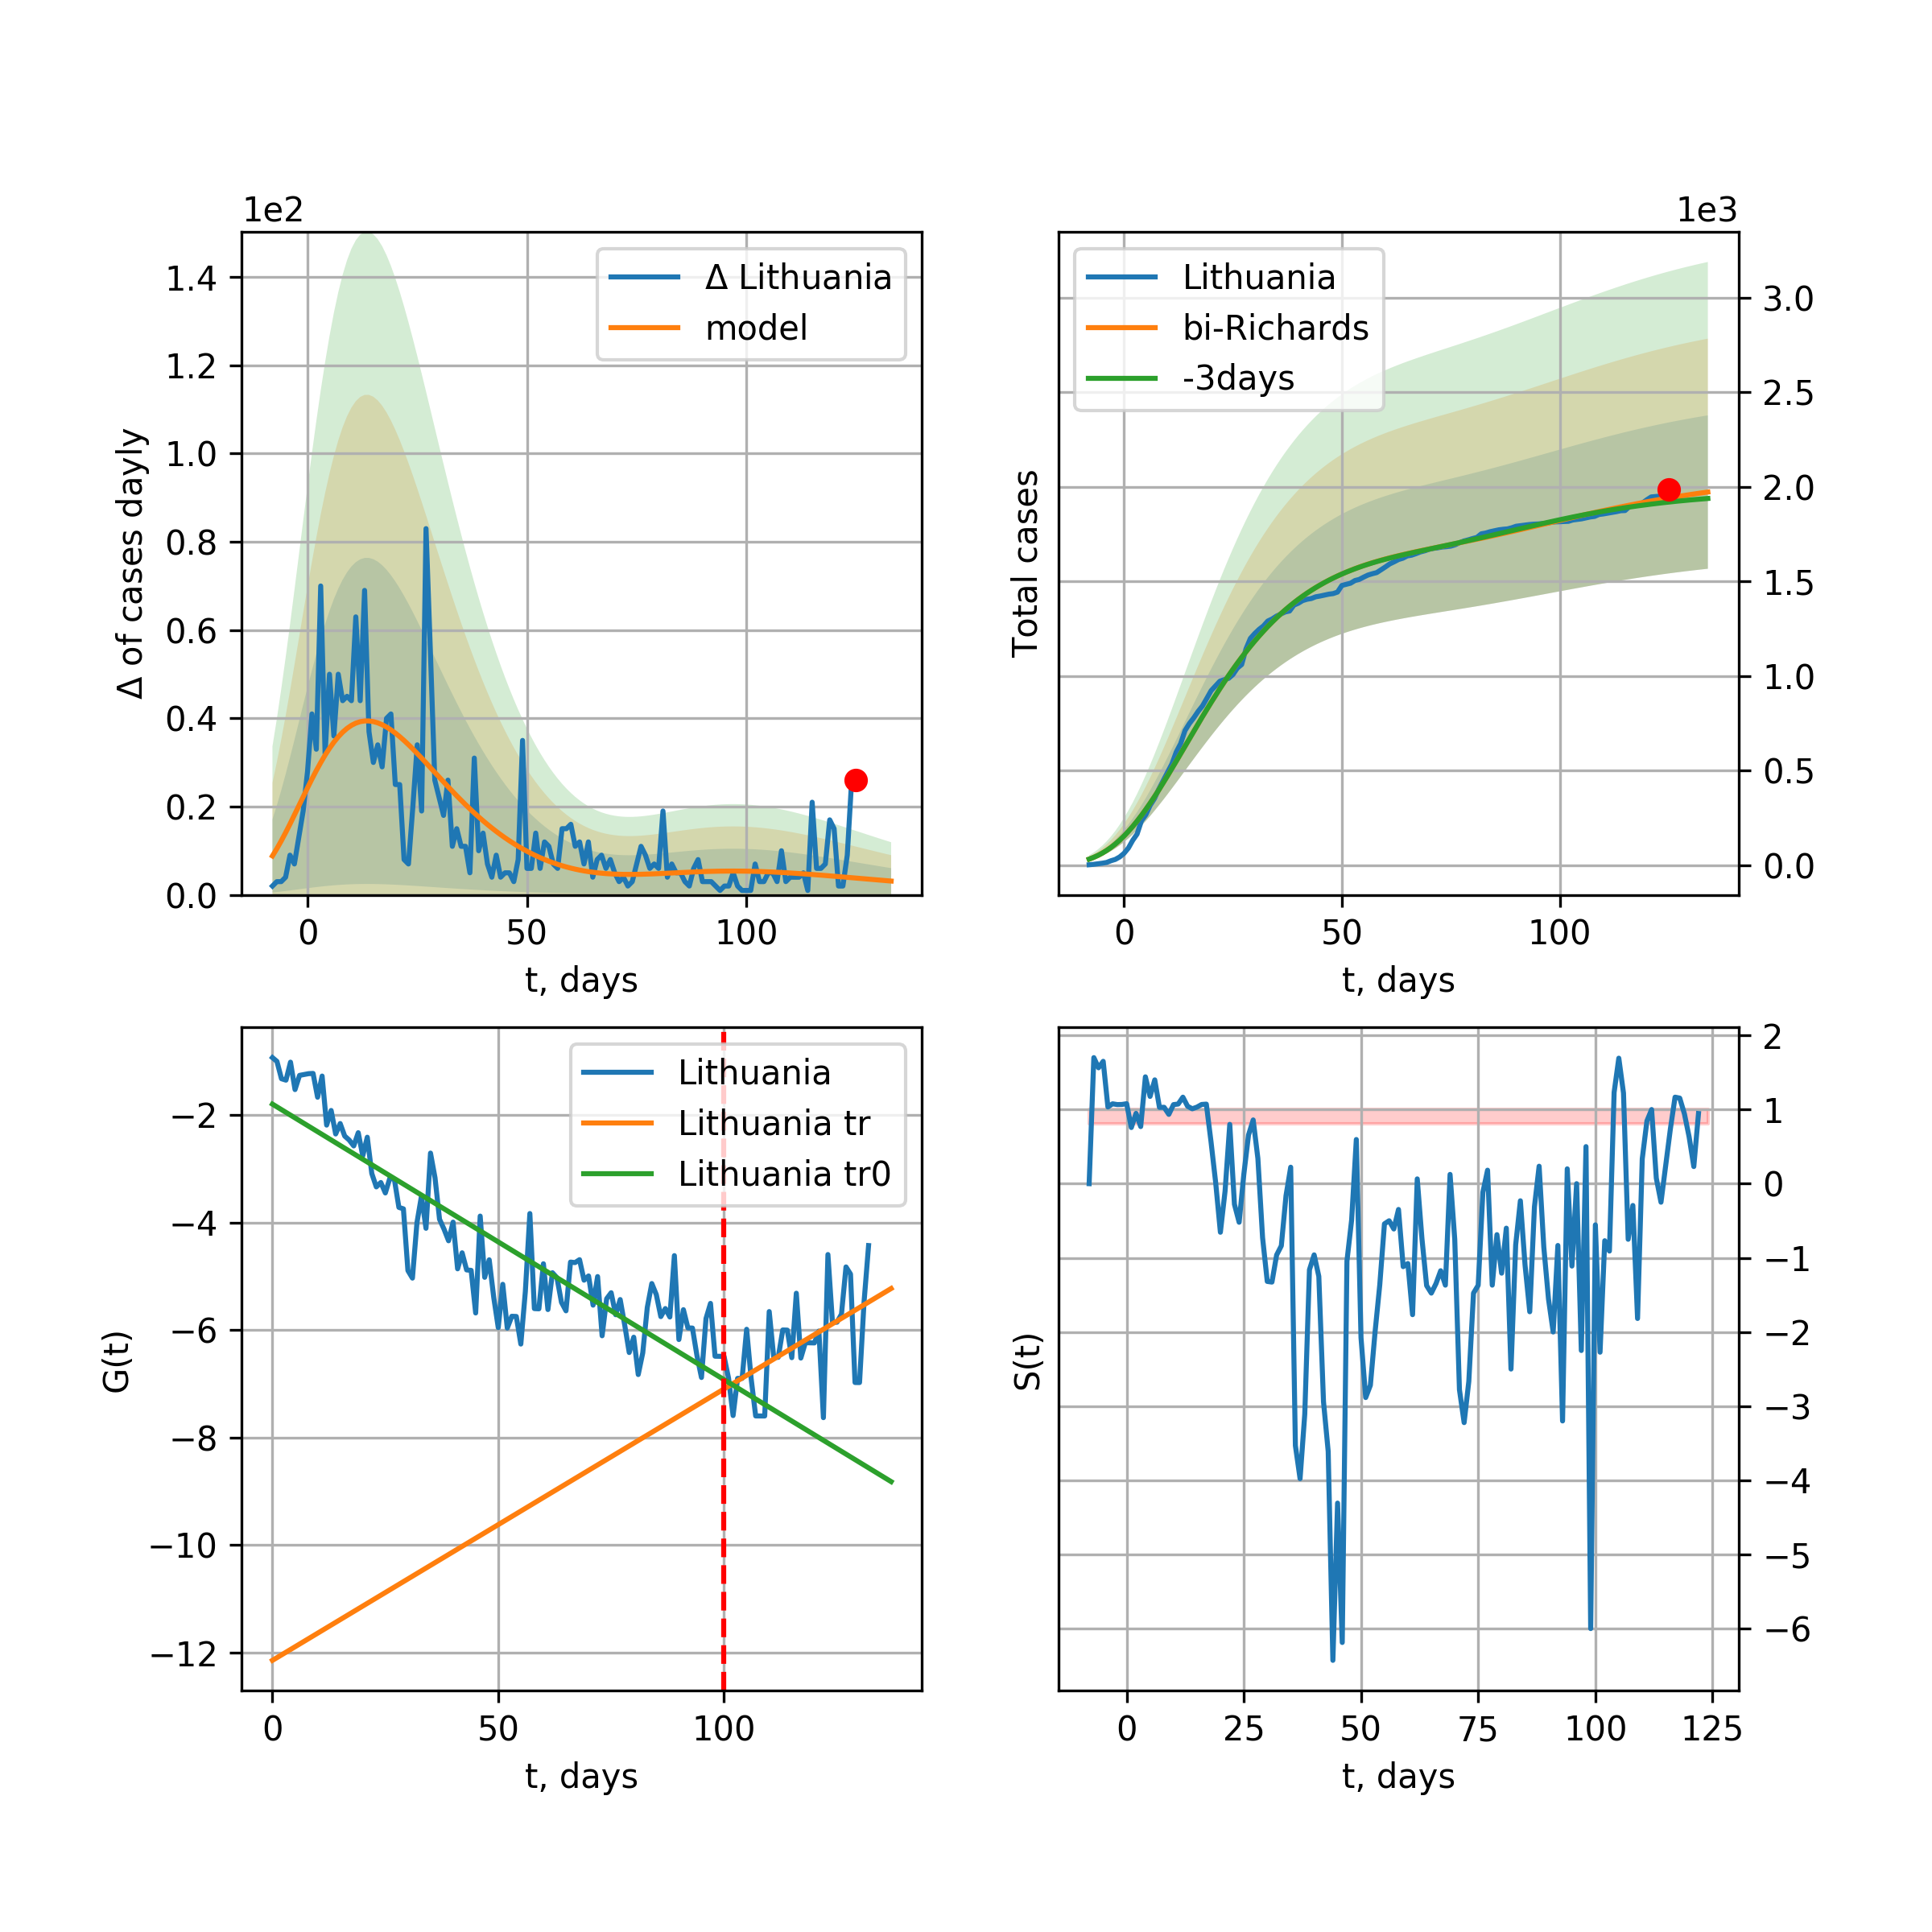 1e2
Δ of cases dayly
1.4
1.2
1.0
0.8
0.6
0.4
0.2
0.0
Δ Lithuania
model
0 50 100
t, days
1e3
Total cases
Lithuania
bi-Richards
-3days
3.0
2.5
2.0
1.5
1.0
0.5
0.0
0 50 100
t, days
G(t)
−2
−4
−6
−8
−10
−12
Lithuania
Lithuania tr
Lithuania tr0
0 50 100
t, days
S(t)
2
1
0
−1
−2
−3
−4
−5
−6
0 25 50 75 100 125
t, days